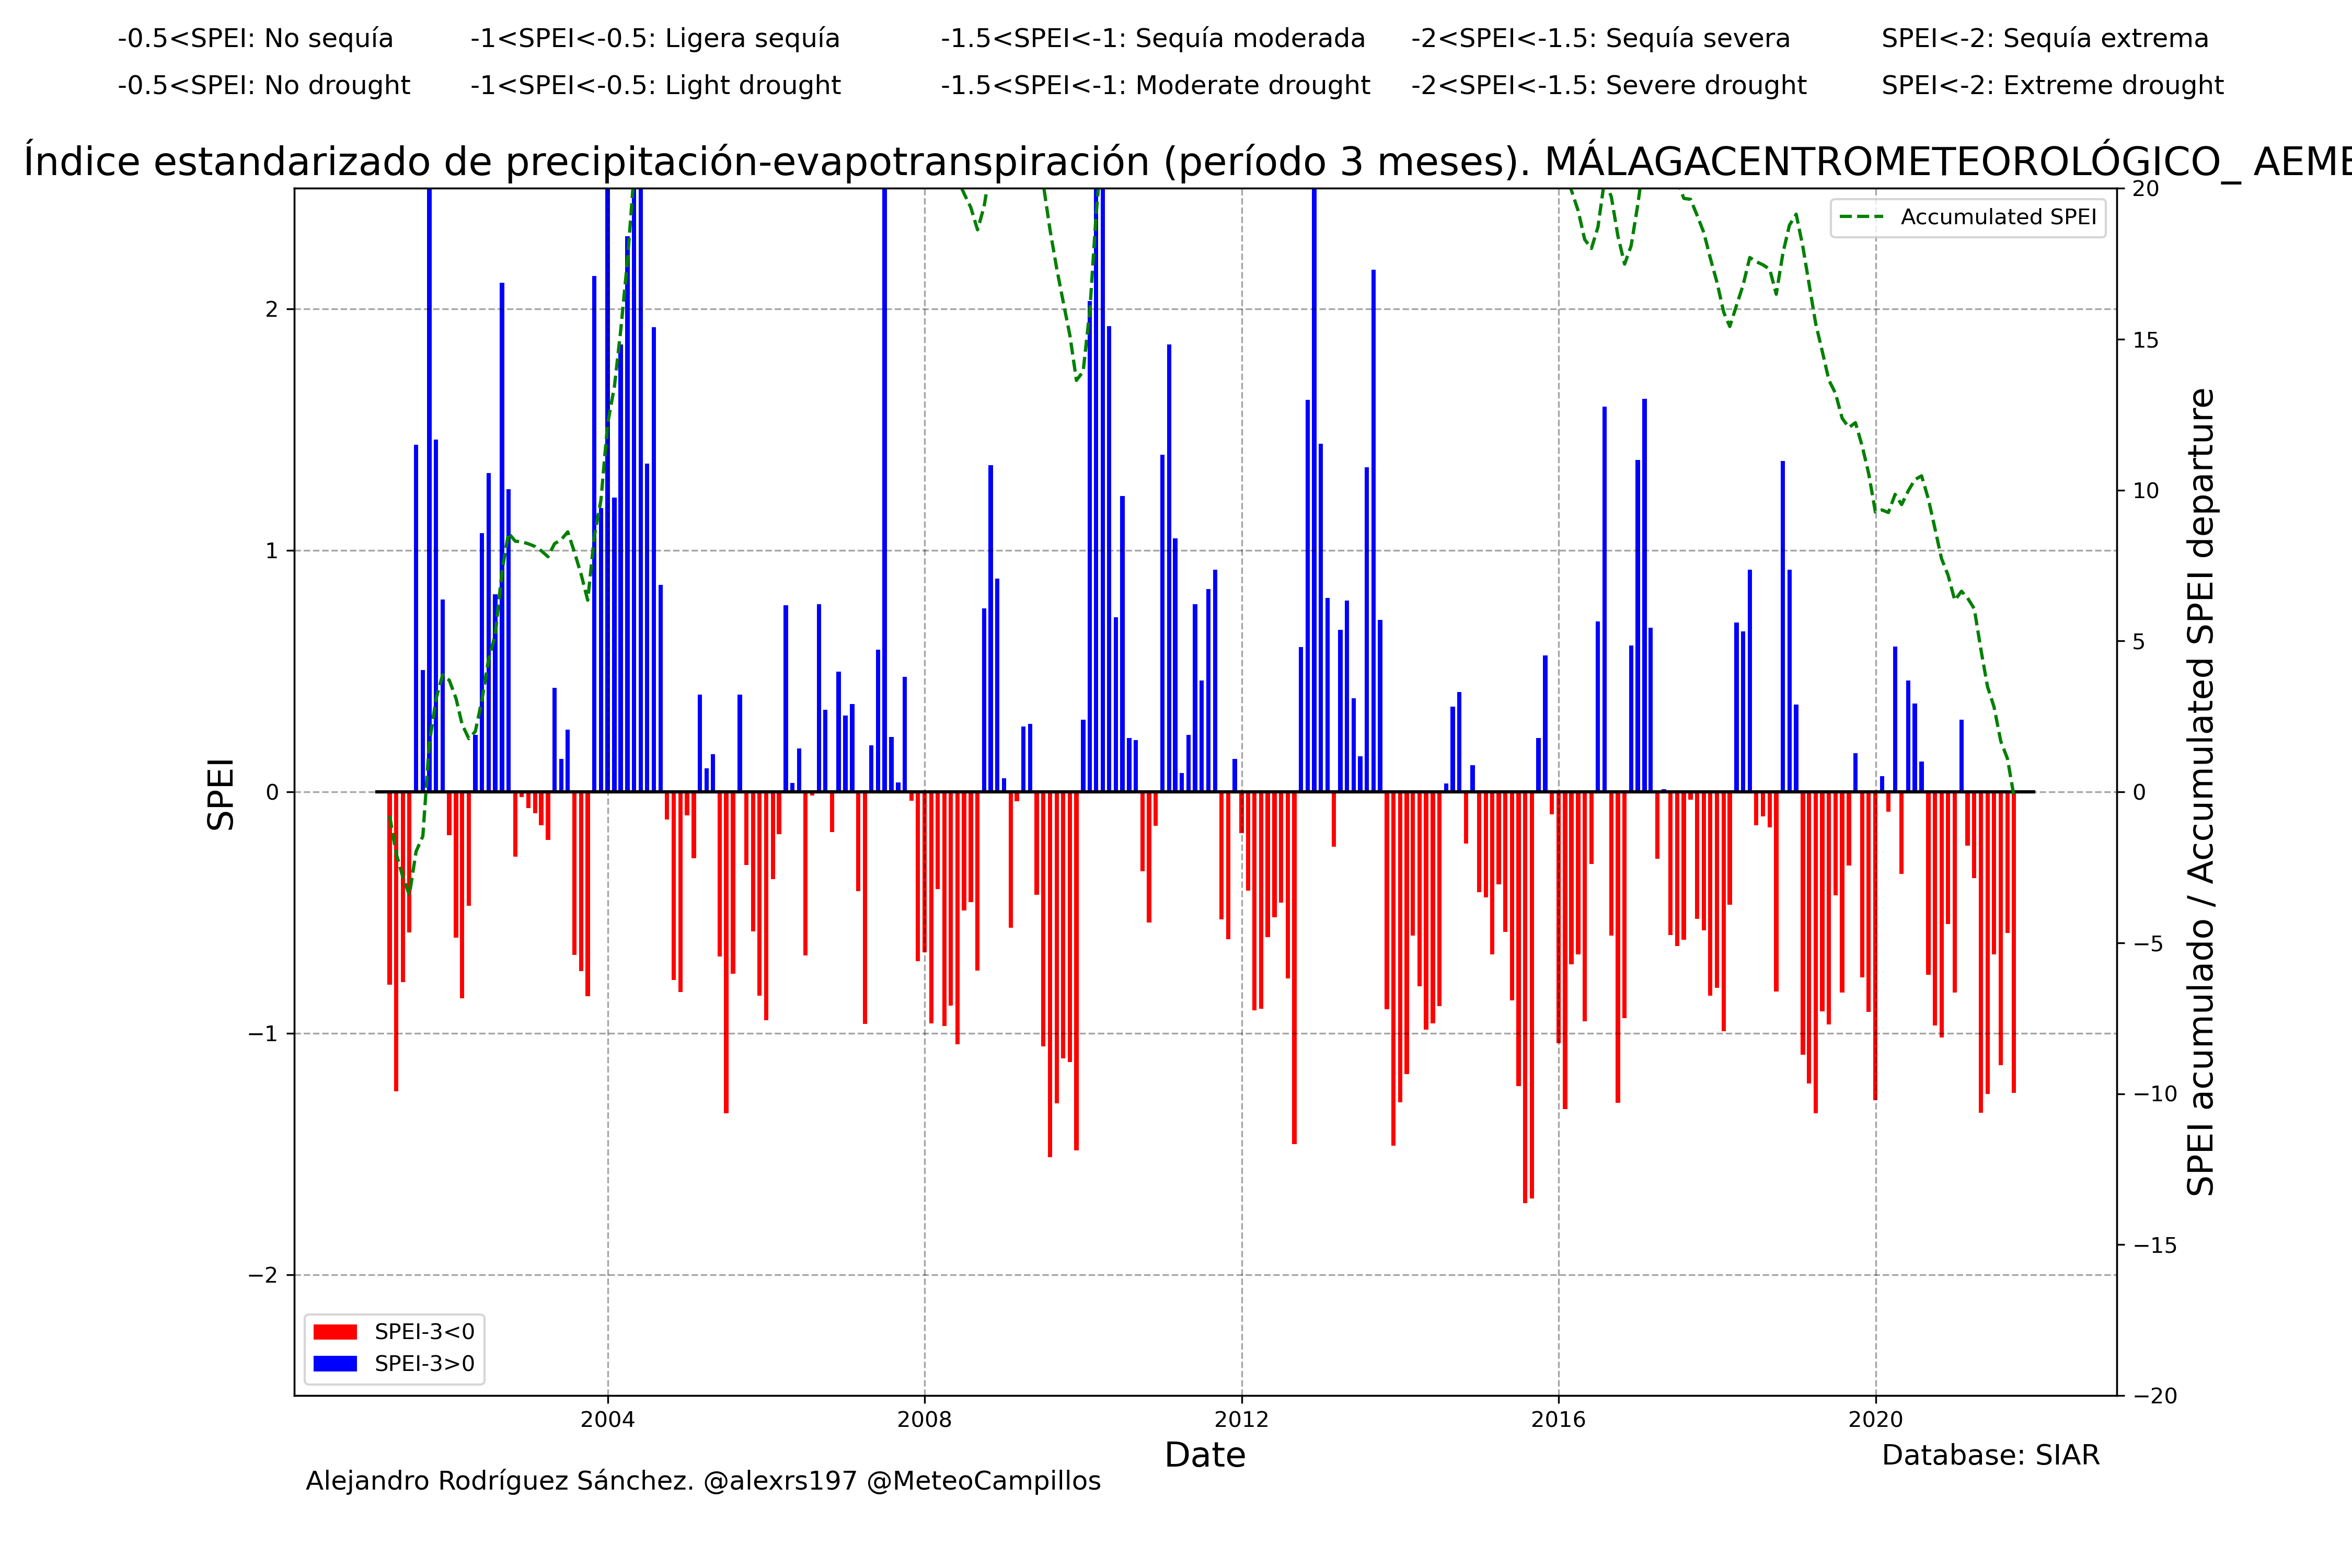 -0.5<SPEI: No sequía -1<SPEI<-0.5: Ligera sequía -1.5<SPEI<-1: Sequía moderada -2<SPEI<-1.5: Sequía severa SPEI<-2: Sequía extrema
-0.5<SPEI: No drought -1<SPEI<-0.5: Light drought -1.5<SPEI<-1: Moderate drought -2<SPEI<-1.5: Severe drought SPEI<-2: Extreme drought
Índice estandarizado de precipitación-evapotranspiración (período 3 meses). MÁLAGACENTROMETEOROLÓGICO_ AEME
Accumulated SPEI
2
1
0
−1
−2
SPEI
20
15
10
5
0
−5
−10
−15
−20
SPEI acumulado / Accumulated SPEI departure
SPEI-3<0
SPEI-3>0
2004 2008 2012 2016 2020
Date
Database: SIAR
Alejandro Rodríguez Sánchez. @alexrs197 @MeteoCampillos